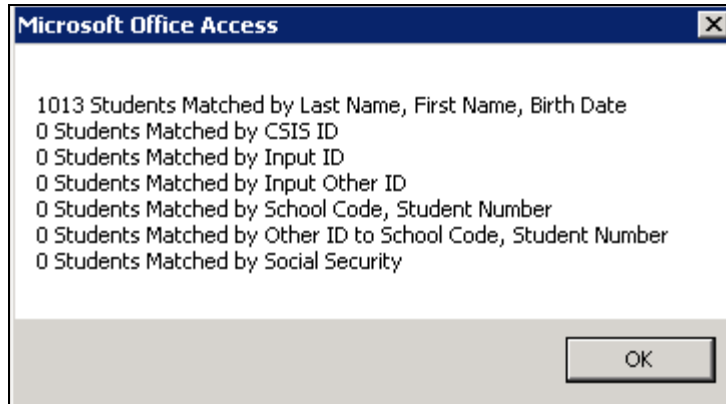 Microsoft Office Access
1013 Students Matched by Last Name, First Name, Birth Date
0 Students Matched by CSIS ID
0 Students Matched by Input ID
0 Students Matched by Input Other ID
0 Students Matched by School Code, Student Number
0 Students Matched by Other ID to School Code, Student Number
0 Students Matched by Social Security
OK